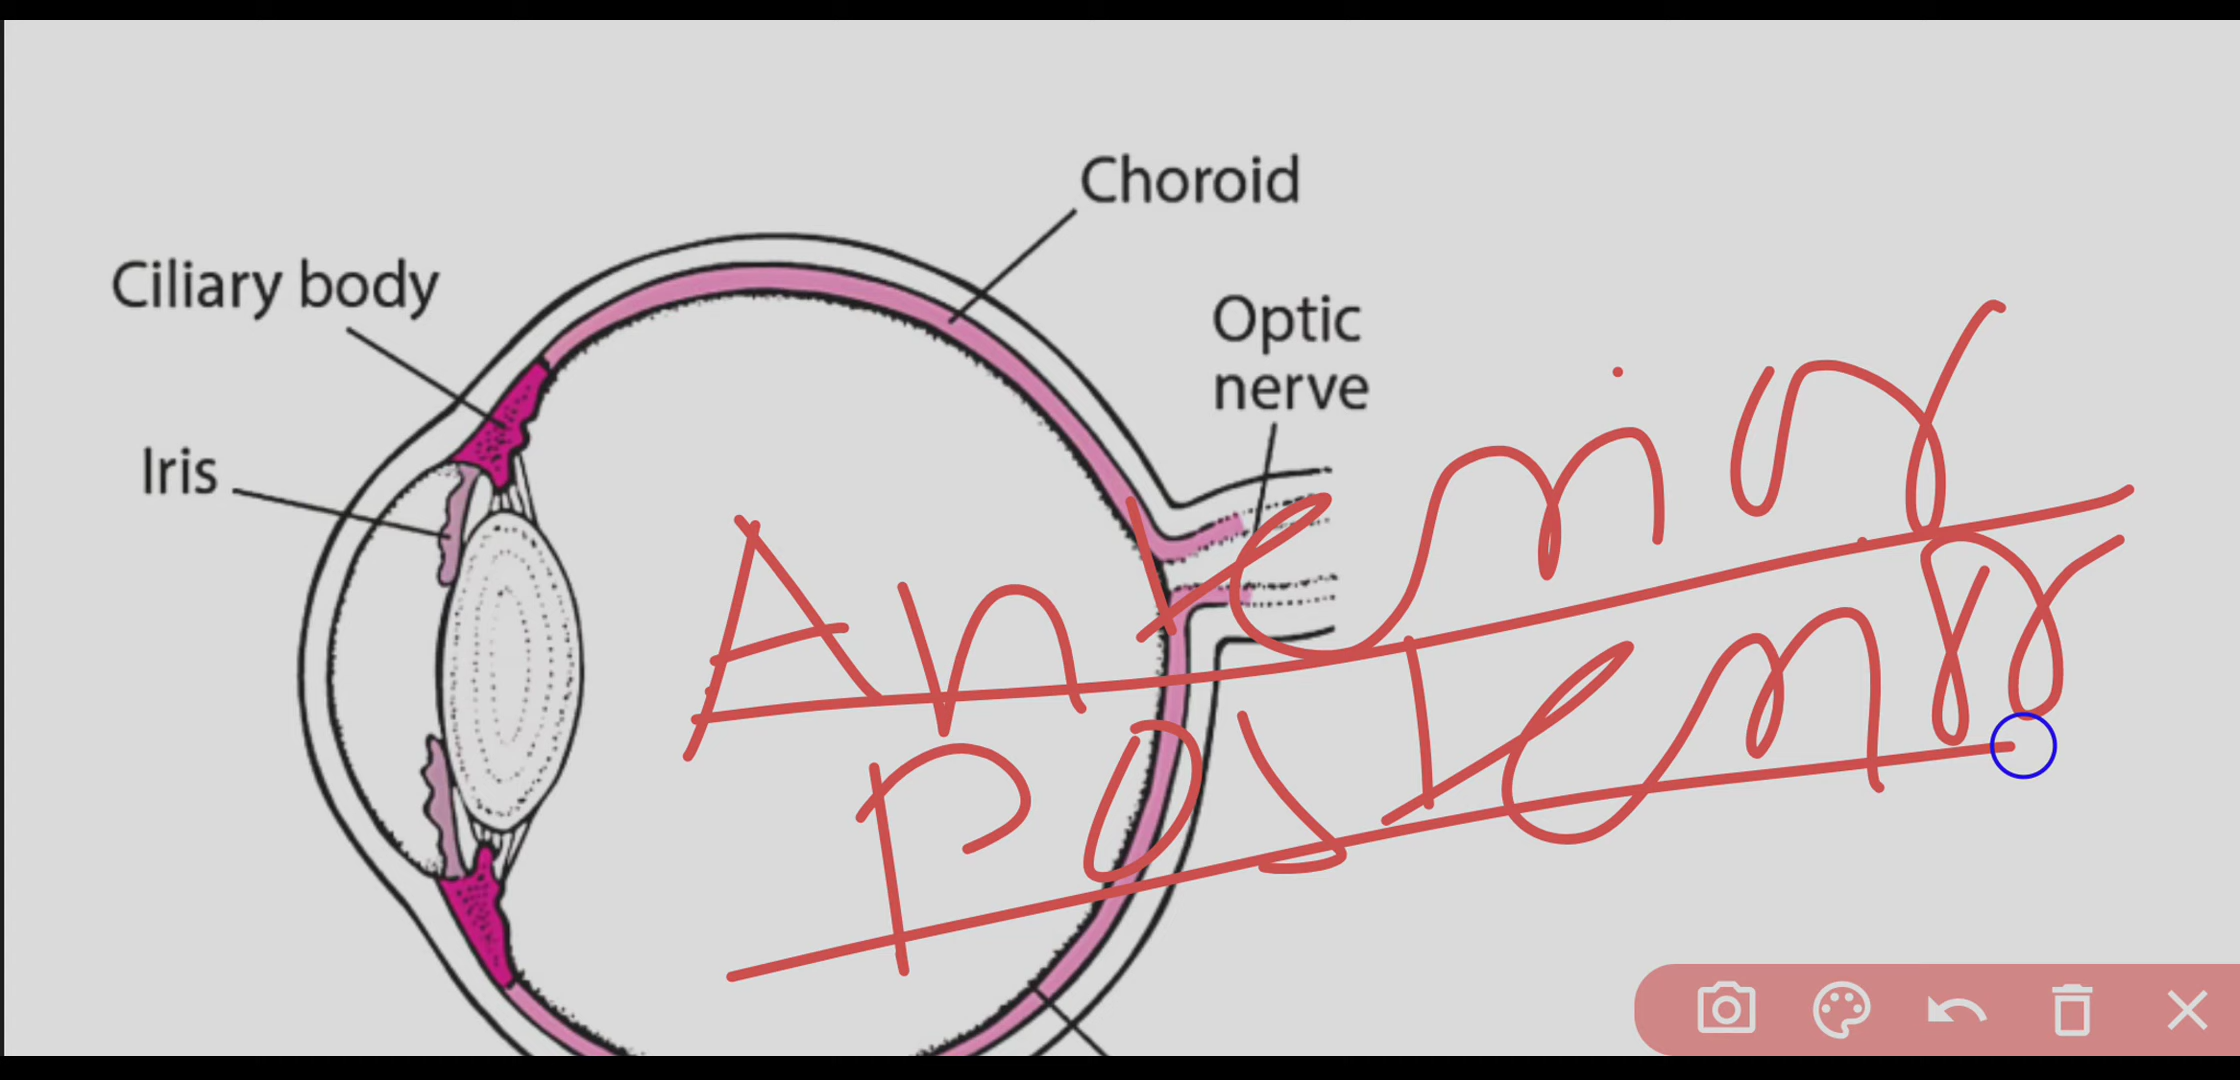 Choroid
Ciliary body
Optic
nerve
Iris
Anterior
Posterior